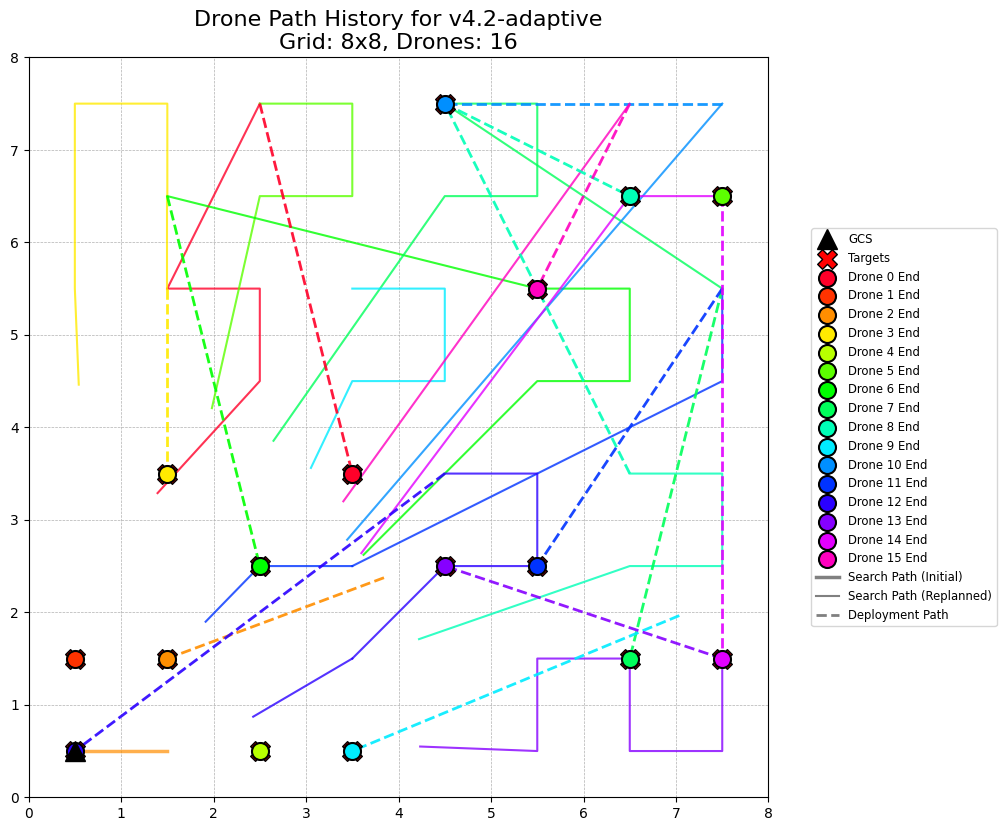 Drone Path History for v4.2-adaptive
Grid: 8x8, Drones: 16
8
7
6
5
4
3
2
1
0
0 1 2 3 4 5 6 7 8
GCS
Targets
Drone 0 End
Drone 1 End
Drone 2 End
Drone 3 End
Drone 4 End
Drone 5 End
Drone 6 End
Drone 7 End
Drone 8 End
Drone 9 End
Drone 10 End
Drone 11 End
Drone 12 End
Drone 13 End
Drone 14 End
Drone 15 End
Search Path (Initial)
Search Path (Replanned)
Deployment Path